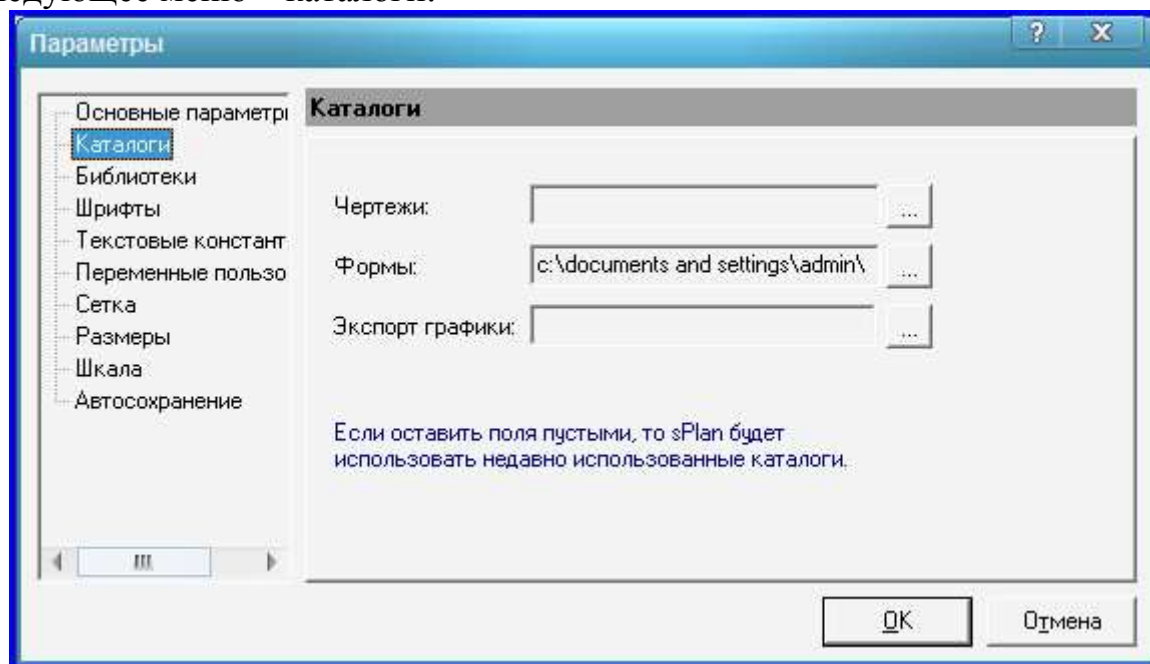 Параметры
Основные параметры
Каталоги
Библиотеки
Шрифты
Текстовые констант
Переменные пользо
Сетка
Размеры
Шкала
Автосохранение
Каталоги
Чертежи:
...
Формы:
c:\documents and settings\admin\
...
Экспорт графики:
...
Если оставить поля пустыми, то sPlan будет
использовать недавно использованные каталоги.
OK
Отмена